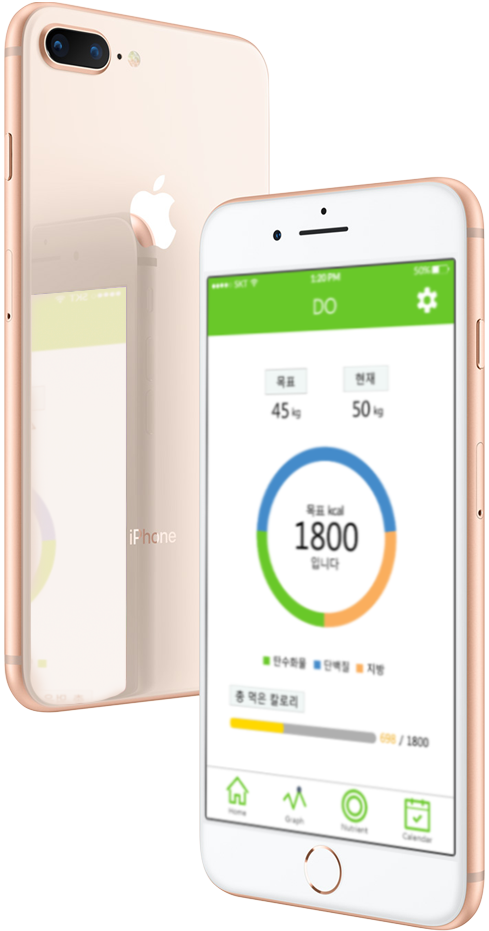 SKT 1:20 PM 50%
DO
목표 현재
45 kg 50 kg
목표 kcal
1800
입니다
탄수화물 단백질 지방
총 먹은 칼로리
698 / 1800
Home Graph Nutrient Calendar
iPhone